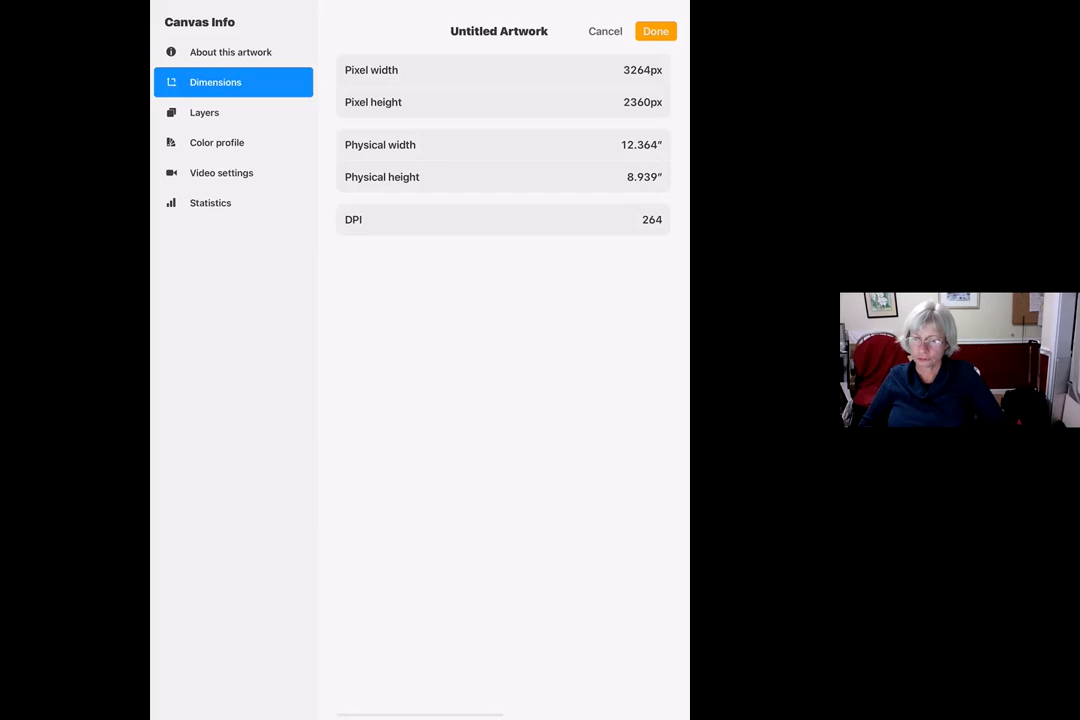 Canvas Info
About this artwork
Dimensions
Layers
Color profile
Video settings
Statistics
Untitled Artwork
Cancel
Done
Pixel width 3264px
Pixel height 2360px
Physical width 12.364"
Physical height 8.939"
DPI 264